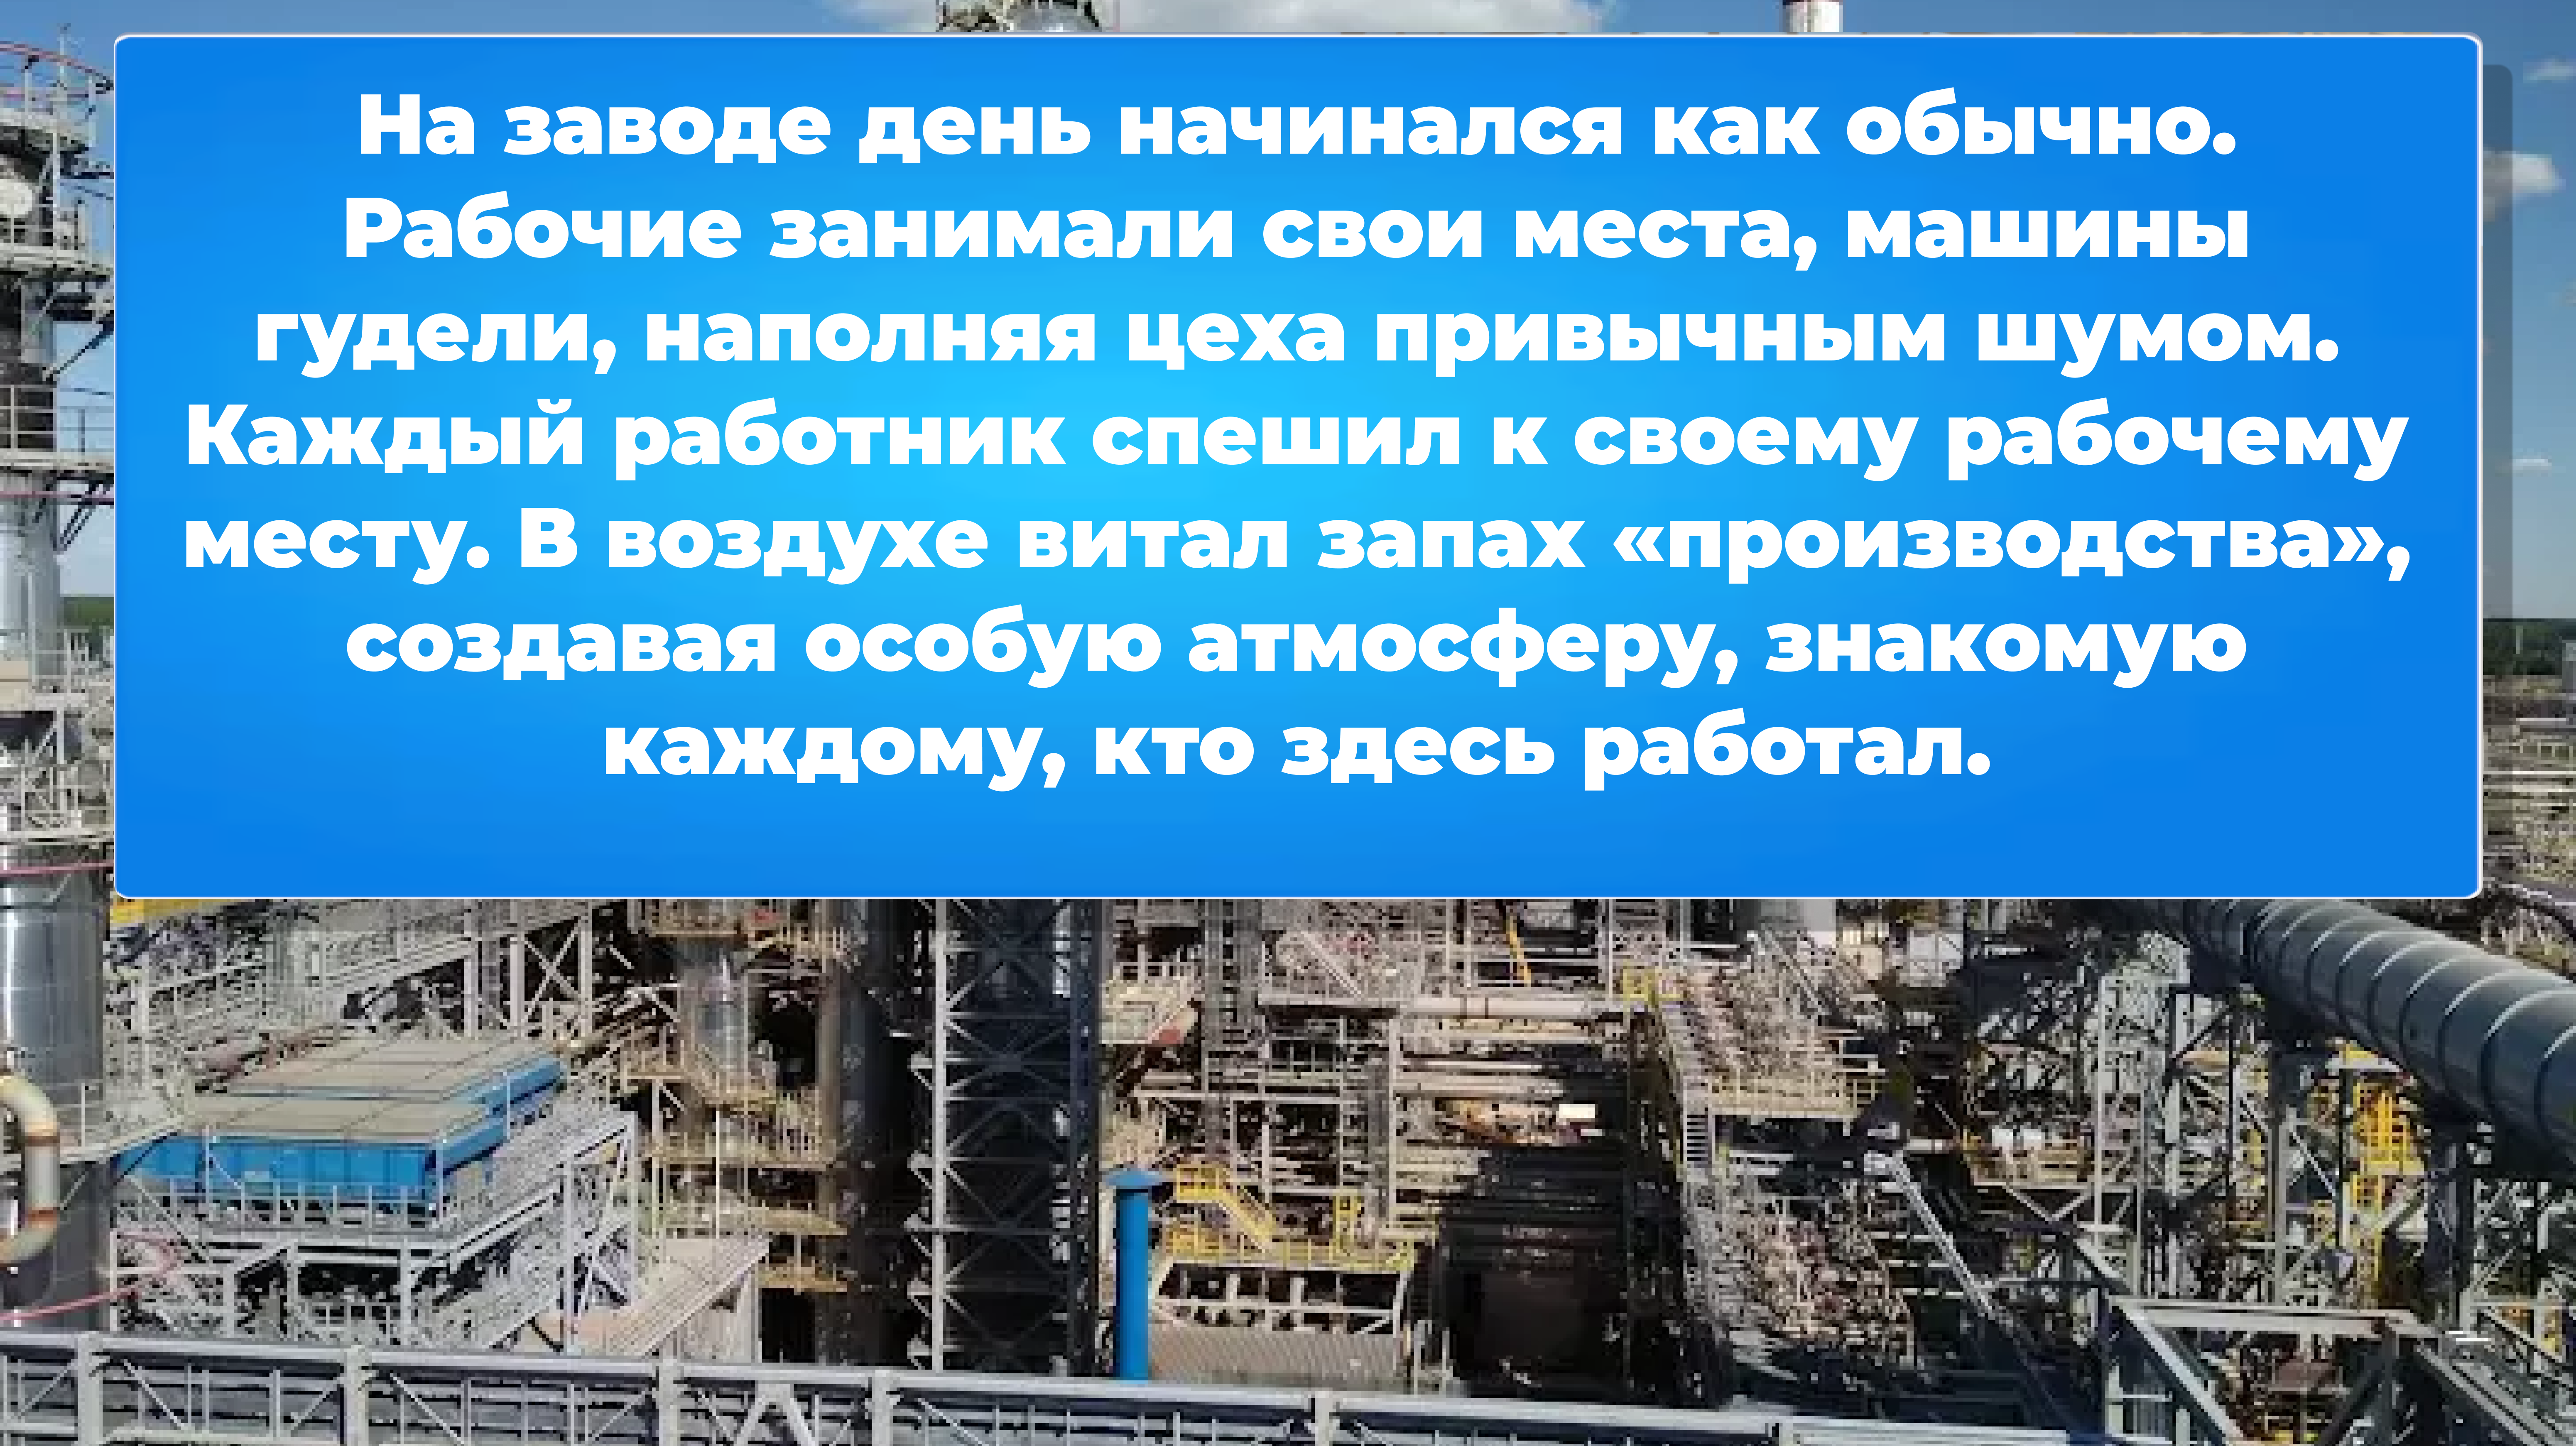 На заводе день начинался как обычно.
Рабочие занимали свои места, машины
гудели, наполняя цеха привычным шумом.
Каждый работник спешил к своему рабочему
месту. В воздухе витал запах «производства»,
создавая особую атмосферу, знакомую
каждому, кто здесь работал.